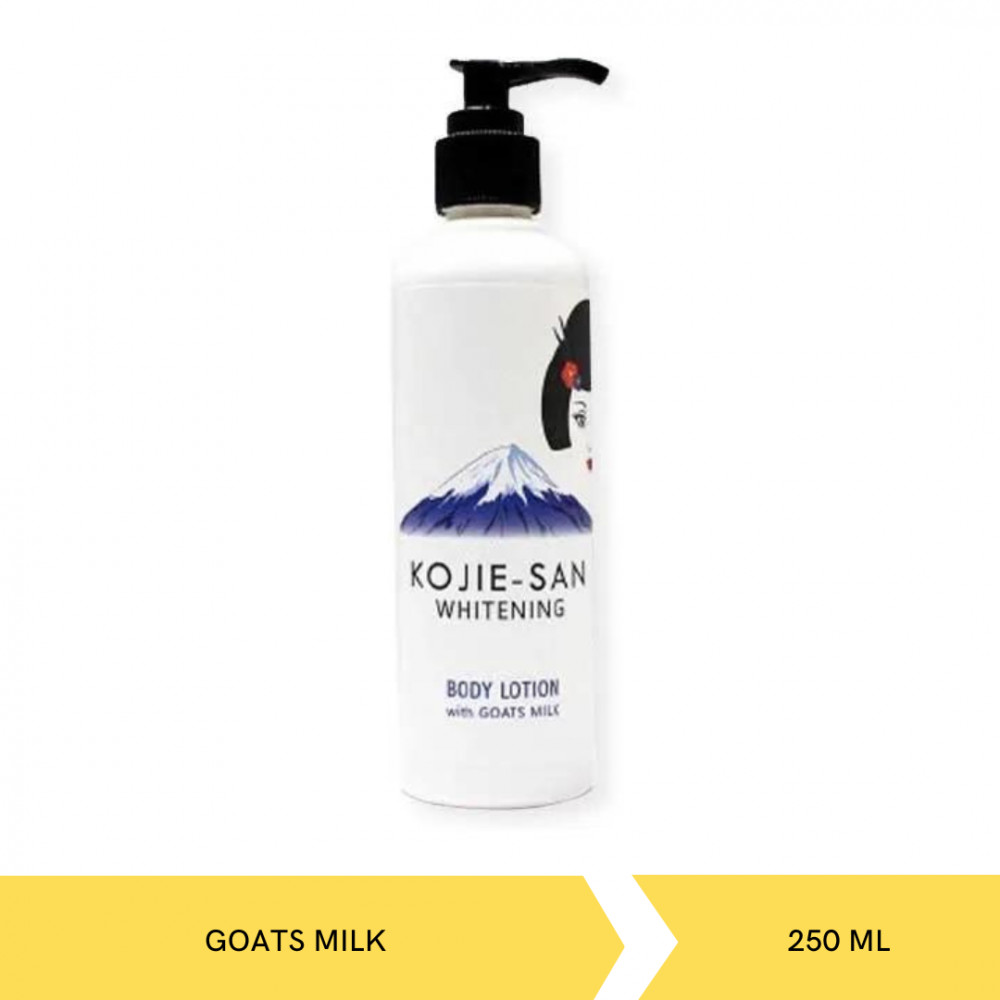 KOJIE-SAN
WHITENING
BODY LOTION
with GOATS MILK
GOATS MILK
250 ML